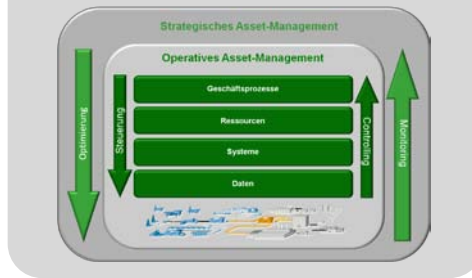 Strategisches Asset-Management
Operatives Asset-Management
Optimierung
Steuerung
Geschäftsprozesse
Ressourcen
Systeme
Daten
Controlling
Monitoring